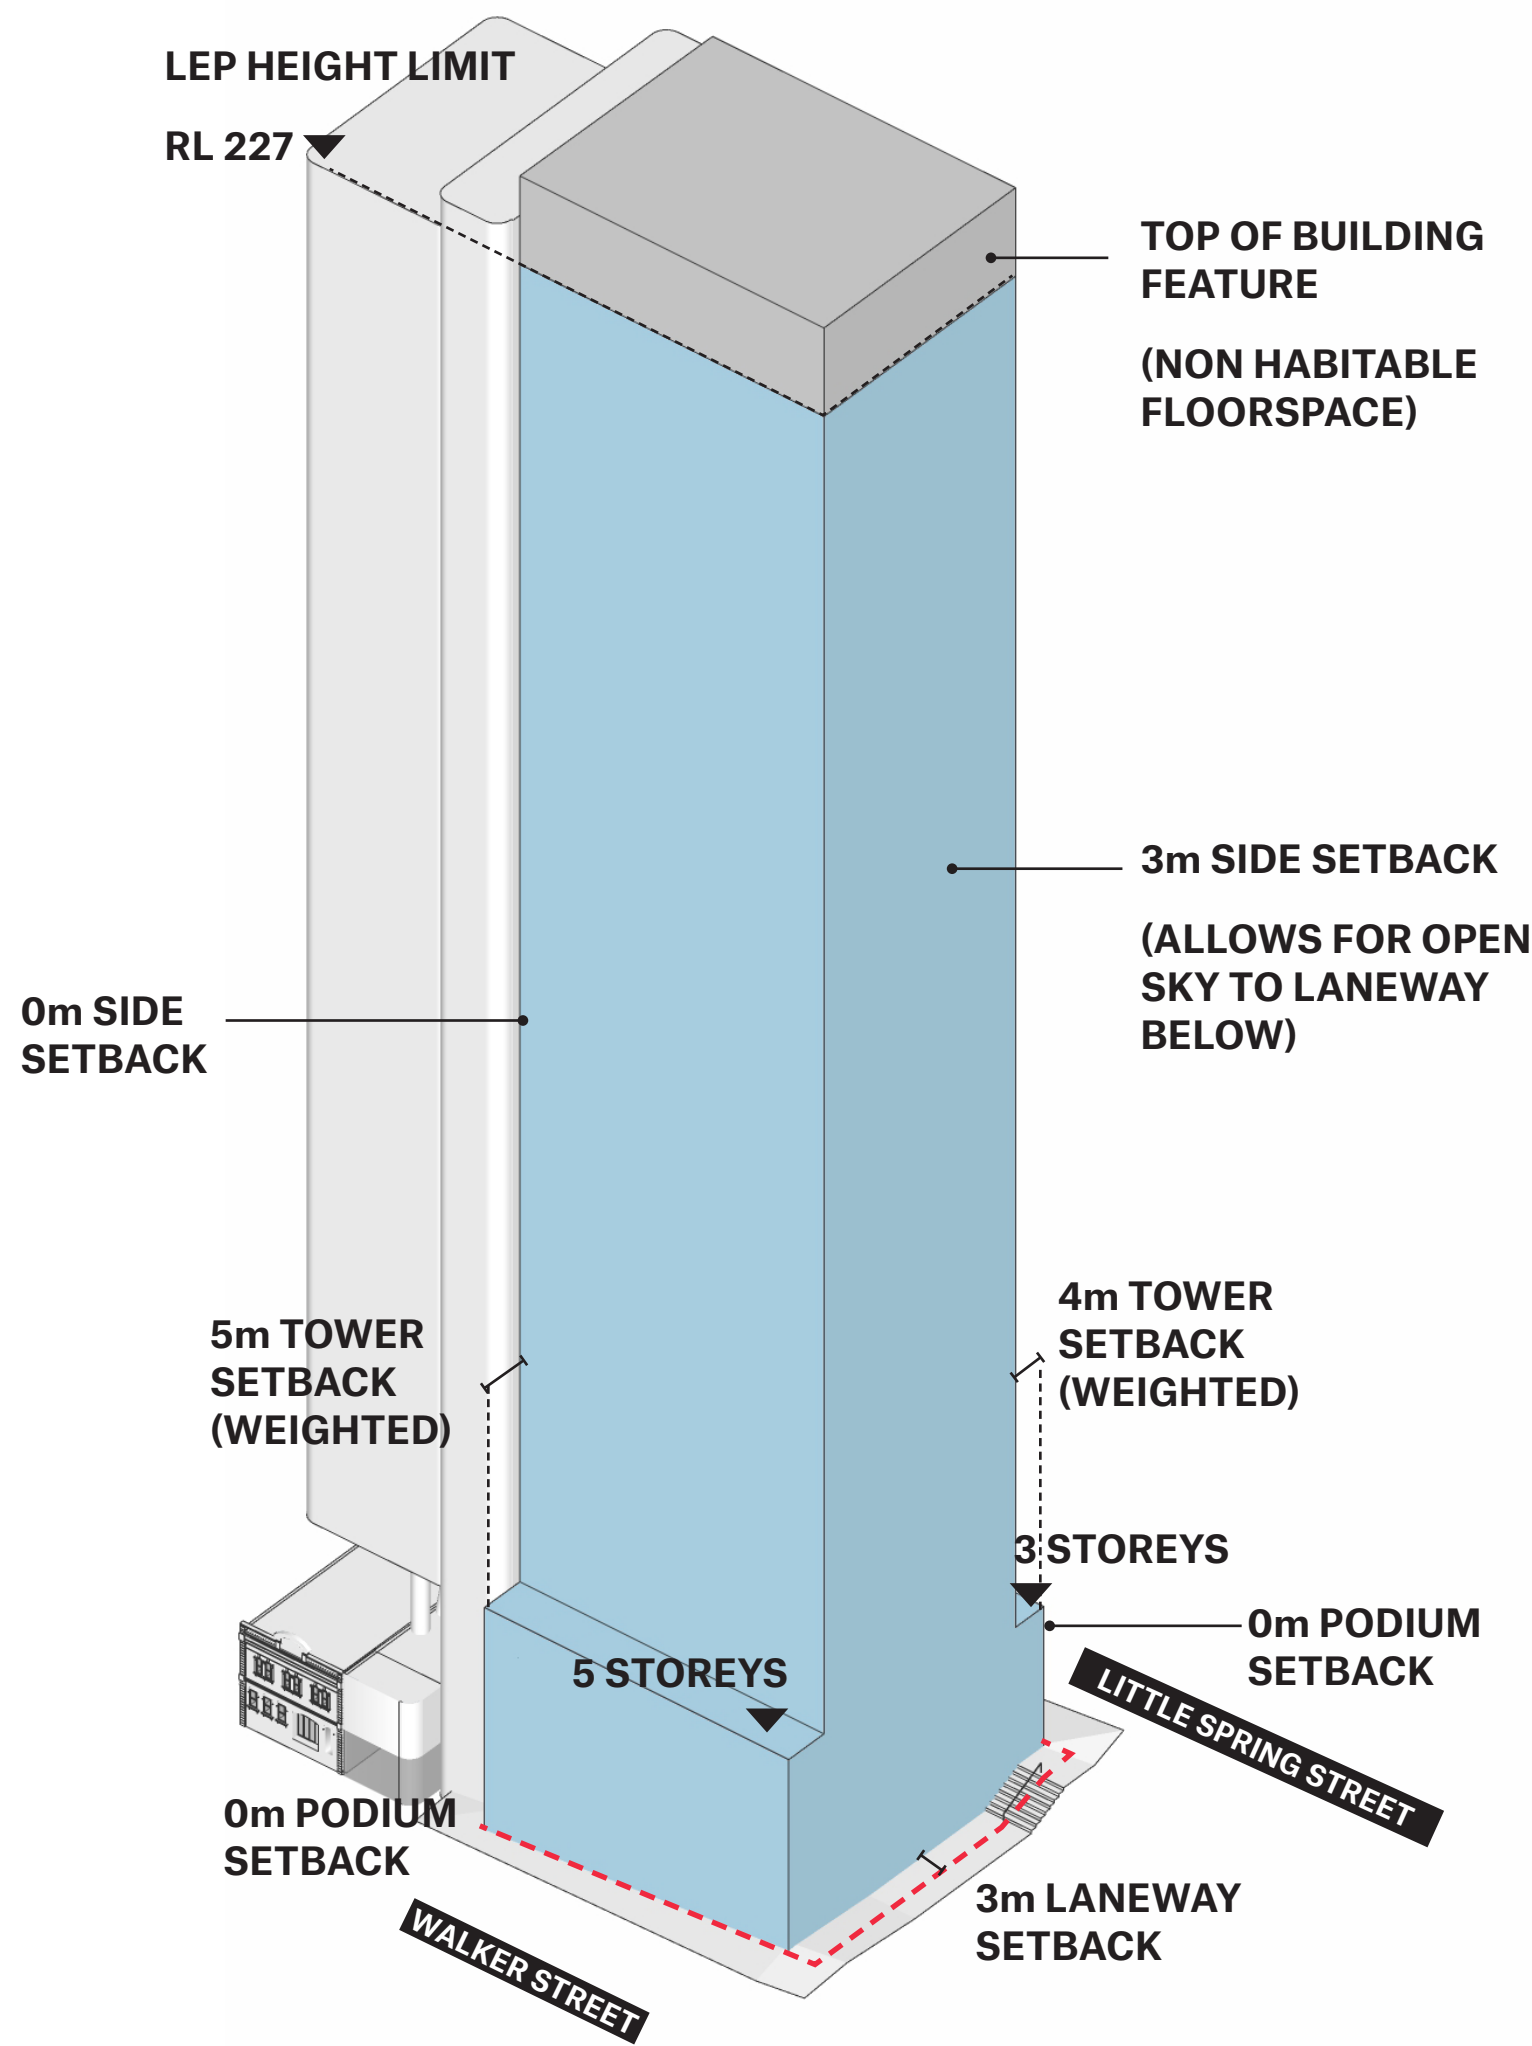 LEP HEIGHT LIMIT
RL 227
TOP OF BUILDING
FEATURE
(NON HABITABLE
FLOORSPACE)
3m SIDE SETBACK
(ALLOWS FOR OPEN
SKY TO LANEWAY
BELOW)
0m SIDE
SETBACK
4m TOWER
SETBACK
(WEIGHTED)
5m TOWER
SETBACK
(WEIGHTED)
3 STOREYS
0m PODIUM
SETBACK
5 STOREYS
LITTLE SPRING STREET
0m PODIUM
SETBACK
3m LANEWAY
SETBACK
WALKER STREET